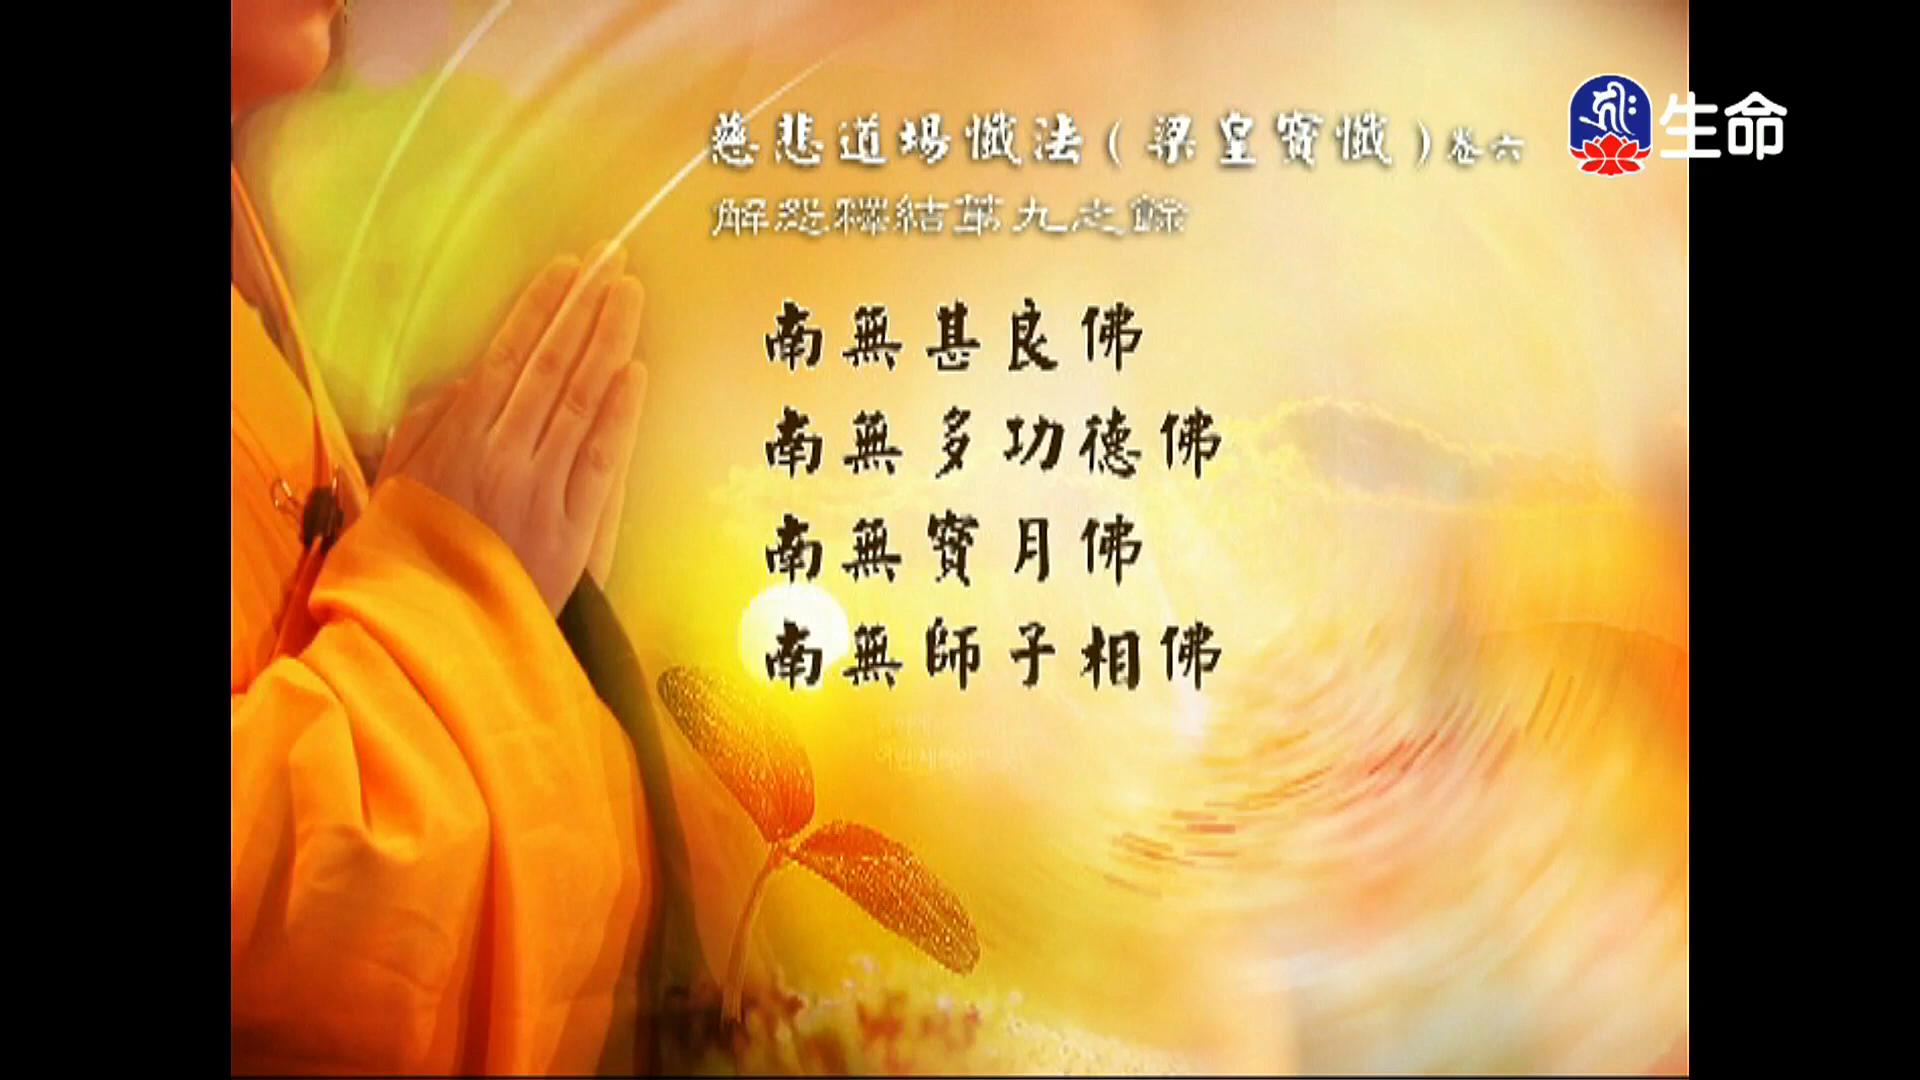 慈悲道場懺法(梁皇寶懺)卷六
生命
解怨釋結第九之餘
南無甚良佛
南無多功德佛
南無寶月佛
南無師子相佛